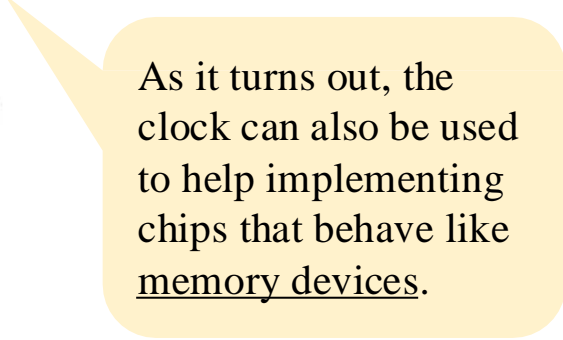 As it turns out, the
clock can also be used
to help implementing
chips that behave like
memory devices.